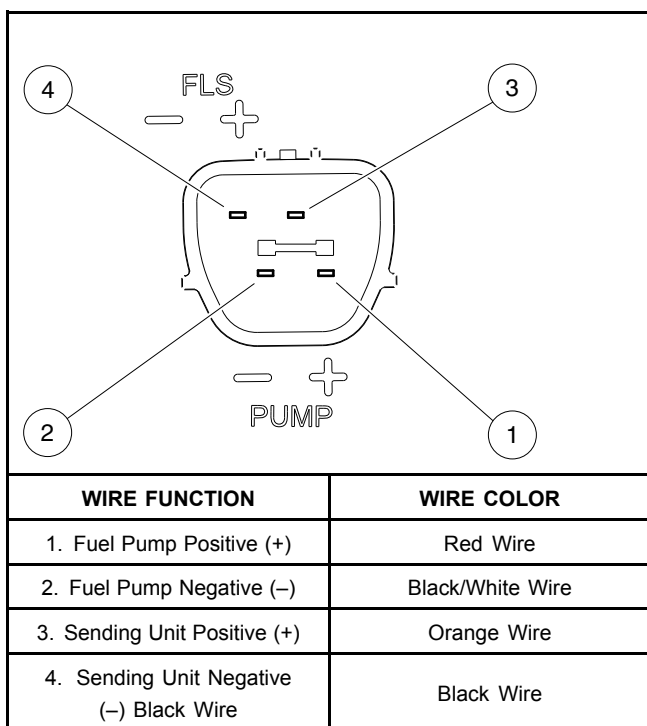 4
FLS
3
− +
− +
PUMP
2
1
WIRE FUNCTION
WIRE COLOR
1. Fuel Pump Positive (+)
Red Wire
2. Fuel Pump Negative (–)
Black/White Wire
3. Sending Unit Positive (+)
Orange Wire
4. Sending Unit Negative
(–) Black Wire
Black Wire